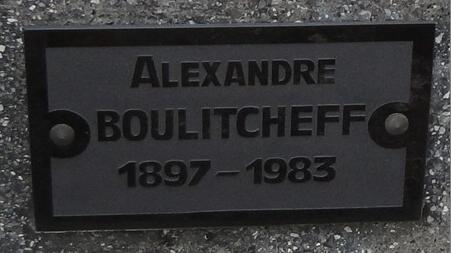 ALEXANDRE
BOULITCHEFF
1897 - 1983